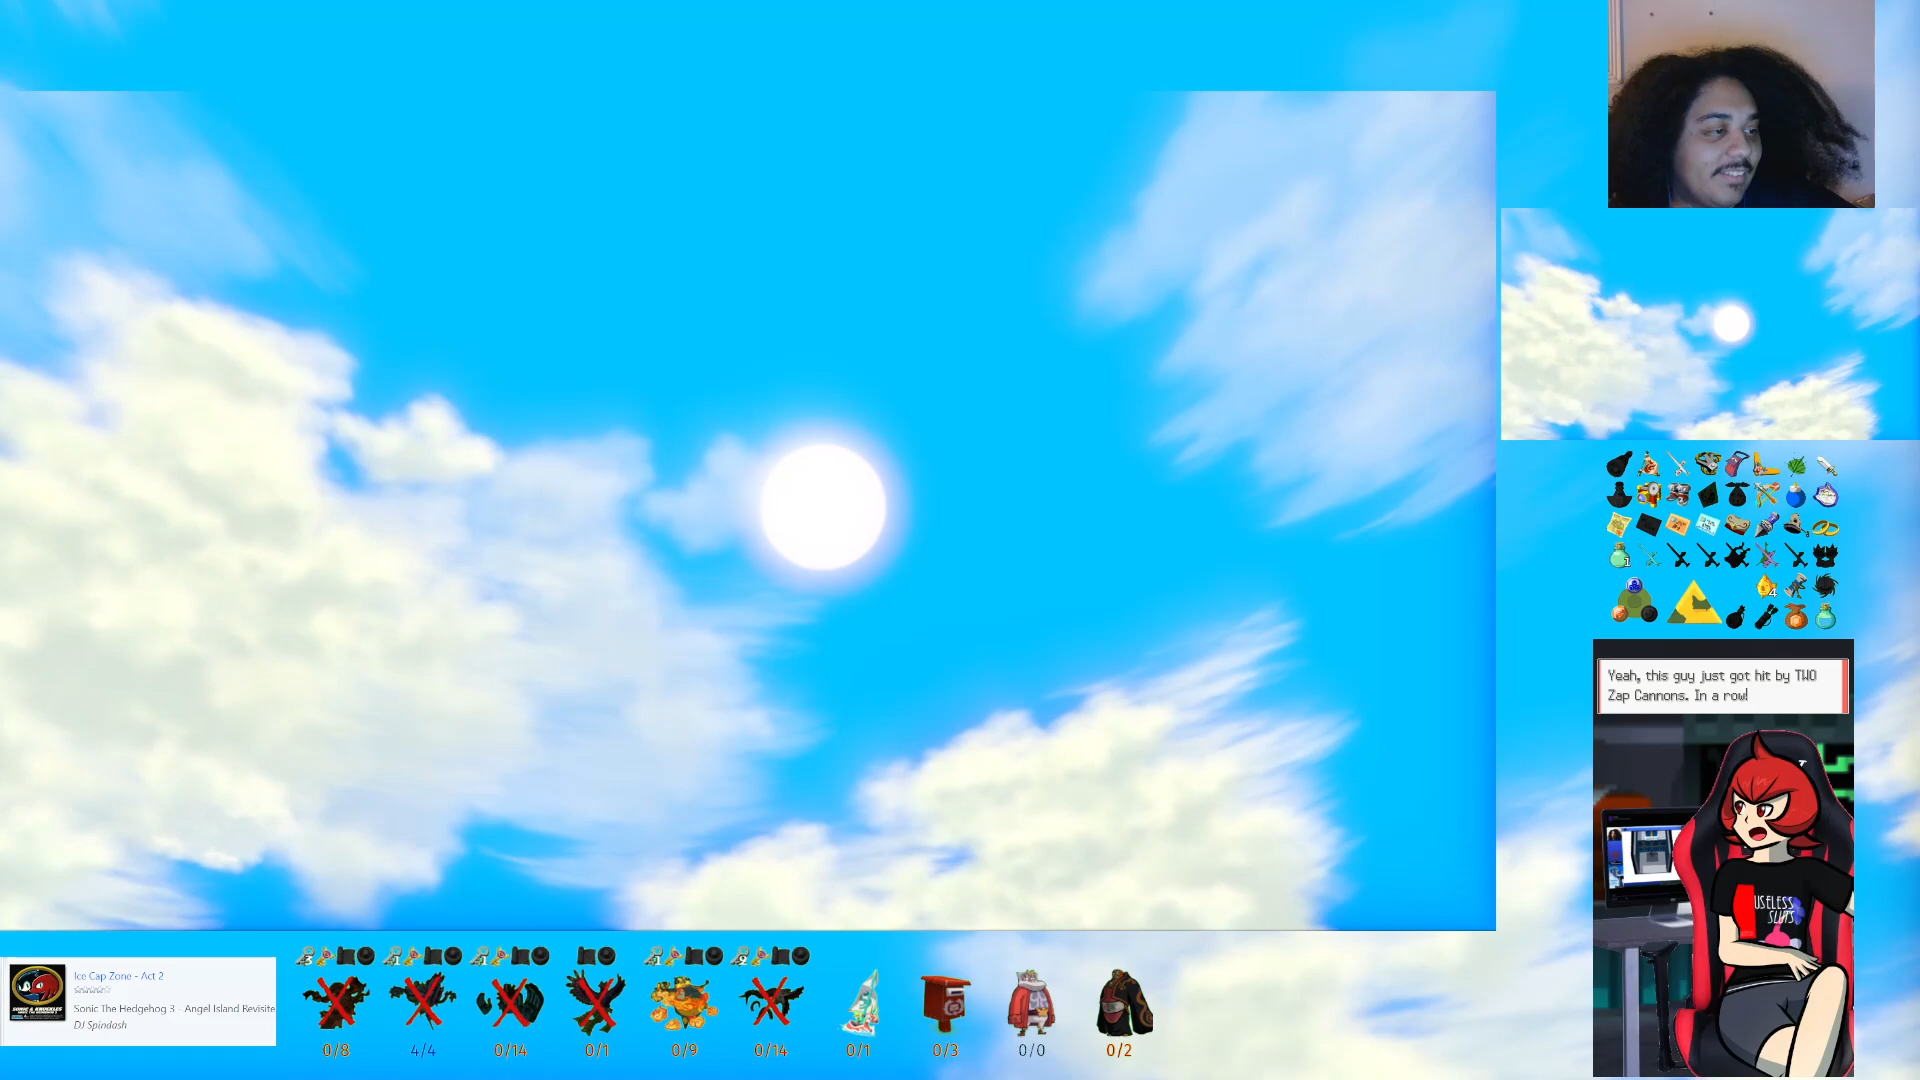 Yeah, this guy just got hit by TWO
Zap Cannons. In a row!
USELESS
SLUTS
Ice Cap Zone - Act 2
Sonic The Hedgehog 3 - Angel Island Revisite
DJ Spindash
0/8
4/4
0/14
0/1
0/9
0/14
0/1
0/3
0/0
0/2